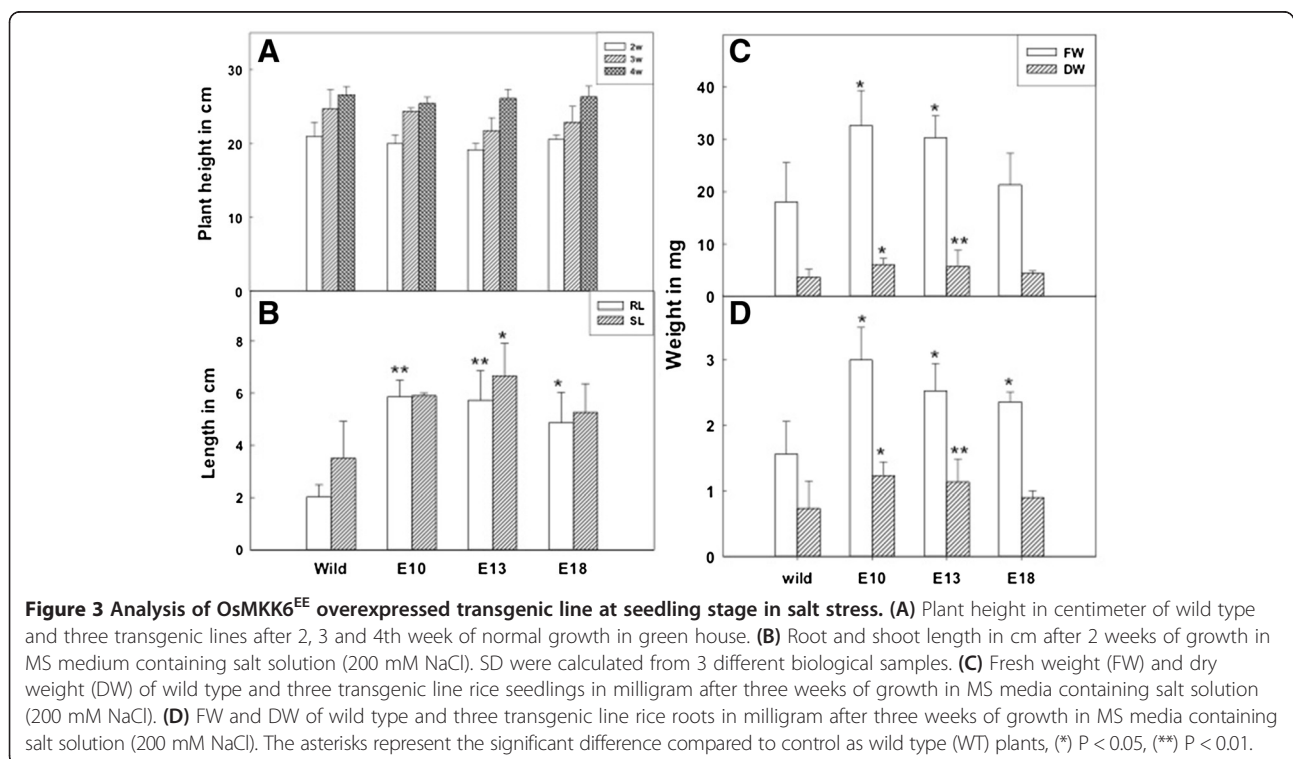 A
2w
3w
4w
30
20
10
0
Plant height in cm
B
RL
SL
8
6
4
2
0
Length in cm
** ** * *
Wild E10 E13 E18
C
FW
DW
40
30
20
10
0
* *
* **
Weight in mg
D
3
2
1
0
* * *
* **
wild E10 E13 E18
Figure 3 Analysis of OsMKK6EE overexpressed transgenic line at seedling stage in salt stress. (A) Plant height in centimeter of wild type
and three transgenic lines after 2, 3 and 4th week of normal growth in green house. (B) Root and shoot length in cm after 2 weeks of growth in
MS medium containing salt solution (200 mM NaCl). SD were calculated from 3 different biological samples. (C) Fresh weight (FW) and dry
weight (DW) of wild type and three transgenic line rice seedlings in milligram after three weeks of growth in MS media containing salt solution
(200 mM NaCl). (D) FW and DW of wild type and three transgenic line rice roots in milligram after three weeks of growth in MS media containing
salt solution (200 mM NaCl). The asterisks represent the significant difference compared to control as wild type (WT) plants, (*) P < 0.05, (**) P < 0.01.